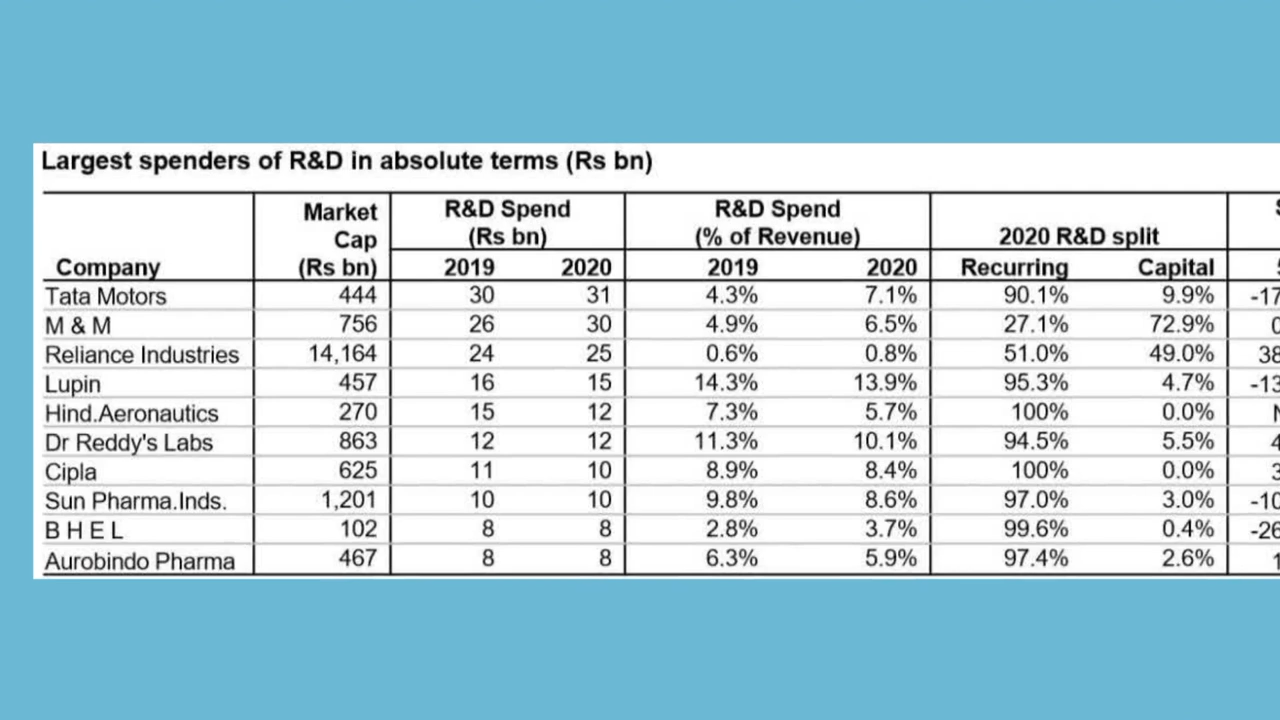 Largest spenders of R&D in absolute terms (Rs bn)
Market Cap (Rs bn) R&D Spend (Rs bn) R&D Spend (% of Revenue) 2020 R&D split
Company 2019 2020 2019 2020 Recurring Capital
Tata Motors 444 30 31 4.3% 7.1% 90.1% 9.9% -17
M & M 756 26 30 4.9% 6.5% 27.1% 72.9%
Reliance Industries 14,164 24 25 0.6% 0.8% 51.0% 49.0% 38
Lupin 457 16 15 14.3% 13.9% 95.3% 4.7% -13
Hind.Aeronautics 270 15 12 7.3% 5.7% 100% 0.0%
Dr Reddy's Labs 863 12 12 11.3% 10.1% 94.5% 5.5% 4
Cipla 625 11 10 8.9% 8.4% 100% 0.0% 3
Sun Pharma.Inds. 1,201 10 10 9.8% 8.6% 97.0% 3.0% -10
B H E L 102 8 8 2.8% 3.7% 99.6% 0.4% -26
Aurobindo Pharma 467 8 8 6.3% 5.9% 97.4% 2.6% 1